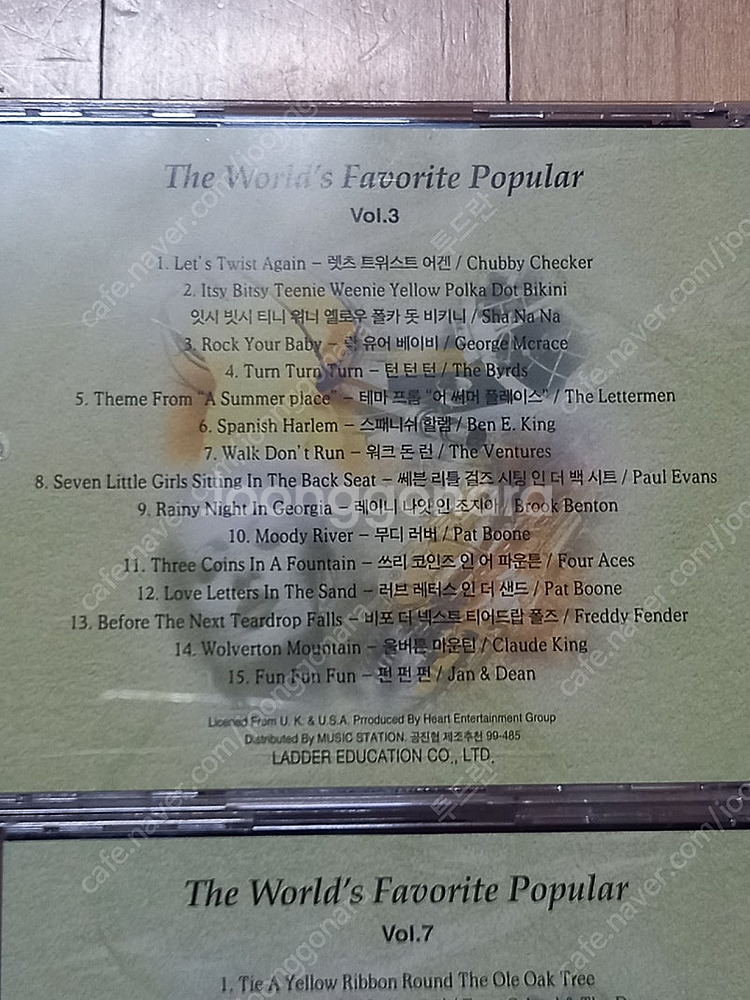 The World's Favorite Popular
Vol.3
1. Let's Twist Again – 렛츠 트위스트 어겐 / Chubby Checker
2. Itsy Bitsy Teenie Weenie Yellow Polka Dot Bikini
잇시 빗시 티니 워너 옐로우 폴카 돗 비키니 / Sha Na Na
3. Rock Your Baby – 락 유어 베이비 / George Mcrace
4. Turn Turn Turn – 턴 턴 턴 / The Byrds
5. Theme From "A Summer place" – 테마 프롬 "어 써머 플레이스" / The Lettermen
6. Spanish Harlem – 스패니쉬 할렘 / Ben E. King
7. Walk Don't Run – 워크 돈 런 / The Ventures
8. Seven Little Girls Sitting In The Back Seat – 쎄븐 리틀 걸즈 시팅 인 더 백 시트 / Paul Evans
9. Rainy Night In Georgia – 레이니 나잇 인 조지아 / Brook Benton
10. Moody River – 무디 러버 / Pat Boone
11. Three Coins In A Fountain – 쓰리 코인즈 인 어 파운튼 / Four Aces
12. Love Letters In The Sand – 러브 레터스 인 더 샌드 / Pat Boone
13. Before The Next Teardrop Falls – 비포 더 넥스트 티어드랍 폴즈 / Freddy Fender
14. Wolverton Mountain – 울버튼 마운틴 / Claude King
15. Fun Fun Fun – 펀 펀 펀 / Jan & Dean
Licened From U. K. & U.S.A. Prroduced By Heart Entertainment Group
Distributed By MUSIC STATION. 공진협 제조추천 99-485
LADDER EDUCATION CO., LTD.
The World's Favorite Popular
Vol.7
1. Tie A Yellow Ribbon Round The Ole Oak Tree
joonggonara
cafe.naver.com/joonggonara
투드란